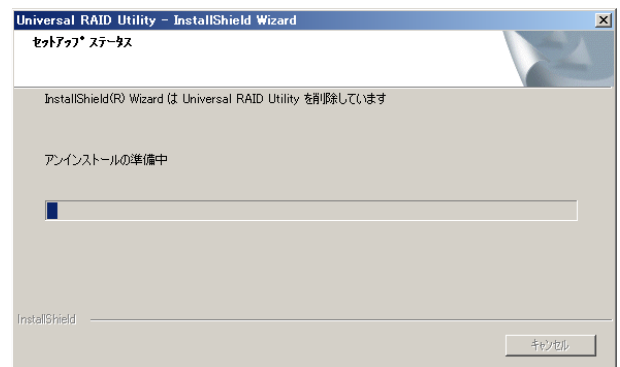 Universal RAID Utility - InstallShield Wizard
ｾｯﾄｱｯﾌﾟ ｽﾃｰﾀｽ
InstallShield(R) Wizard は Universal RAID Utility を削除しています
アンインストールの準備中
InstallShield
キャンセル